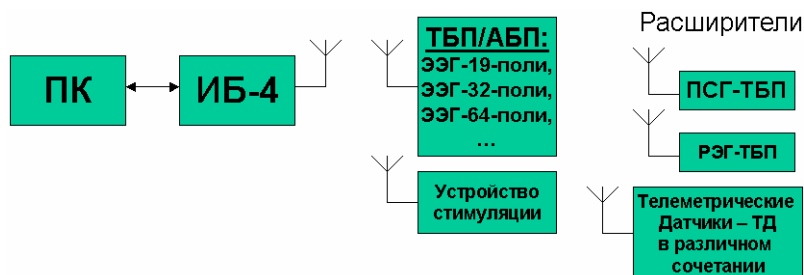 ПК
ИБ-4
ТБП/АБП:
ЭЭГ-19-поли,
ЭЭГ-32-поли,
ЭЭГ-64-поли,
...
Устройство
стимуляции
Расширители
ПСГ-ТБП
РЭГ-ТБП
Телеметрические
Датчики – ТД
в различном
сочетании